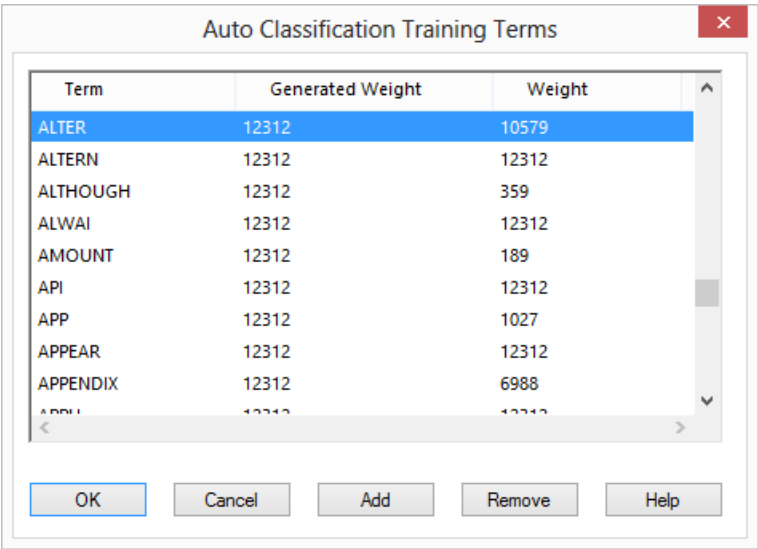 Auto Classification Training Terms
Term Generated Weight Weight
ALTER 12312 10579
ALTERN 12312 12312
ALTHOUGH 12312 359
ALWAI 12312 12312
AMOUNT 12312 189
API 12312 12312
APP 12312 1027
APPEAR 12312 12312
APPENDIX 12312 6988
12312 12312
OK Cancel Add Remove Help